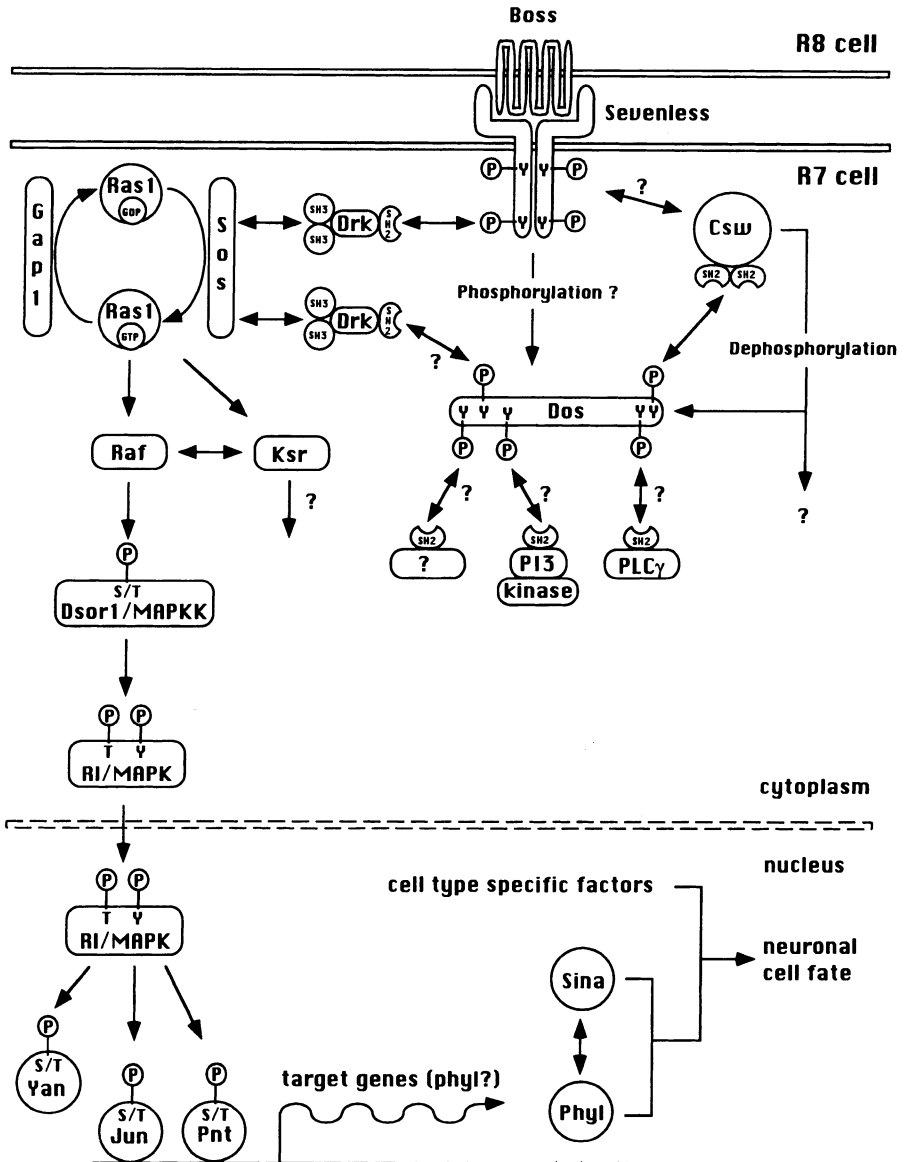 Boss
R8 cell
Sevenless
R7 cell
P Y Y P
?
Gap1
Ras1
GDP
Sos
SH3
SH3
Drk
SH2
P Y Y P
Csw
SH2 SH2
Phosphorylation ?
Ras1
GTP
SH3
SH3
Drk
SH2
?
Dephosphorylation
P
P
Y Y Y Dos Y Y
P P P
Raf
Ksr
?
? ? ?
?
SH2
?
SH2
PI3
kinase
SH2
PLCγ
P
S/T
Dsor1/MAPKK
P P
T Y
Rl/MAPK
cytoplasm
nucleus
P P
T Y
Rl/MAPK
cell type specific factors
neuronal
cell fate
Sina
P
S/T
Yan
P
S/T
Jun
P
S/T
Pnt
target genes (phyl?)
Phyl